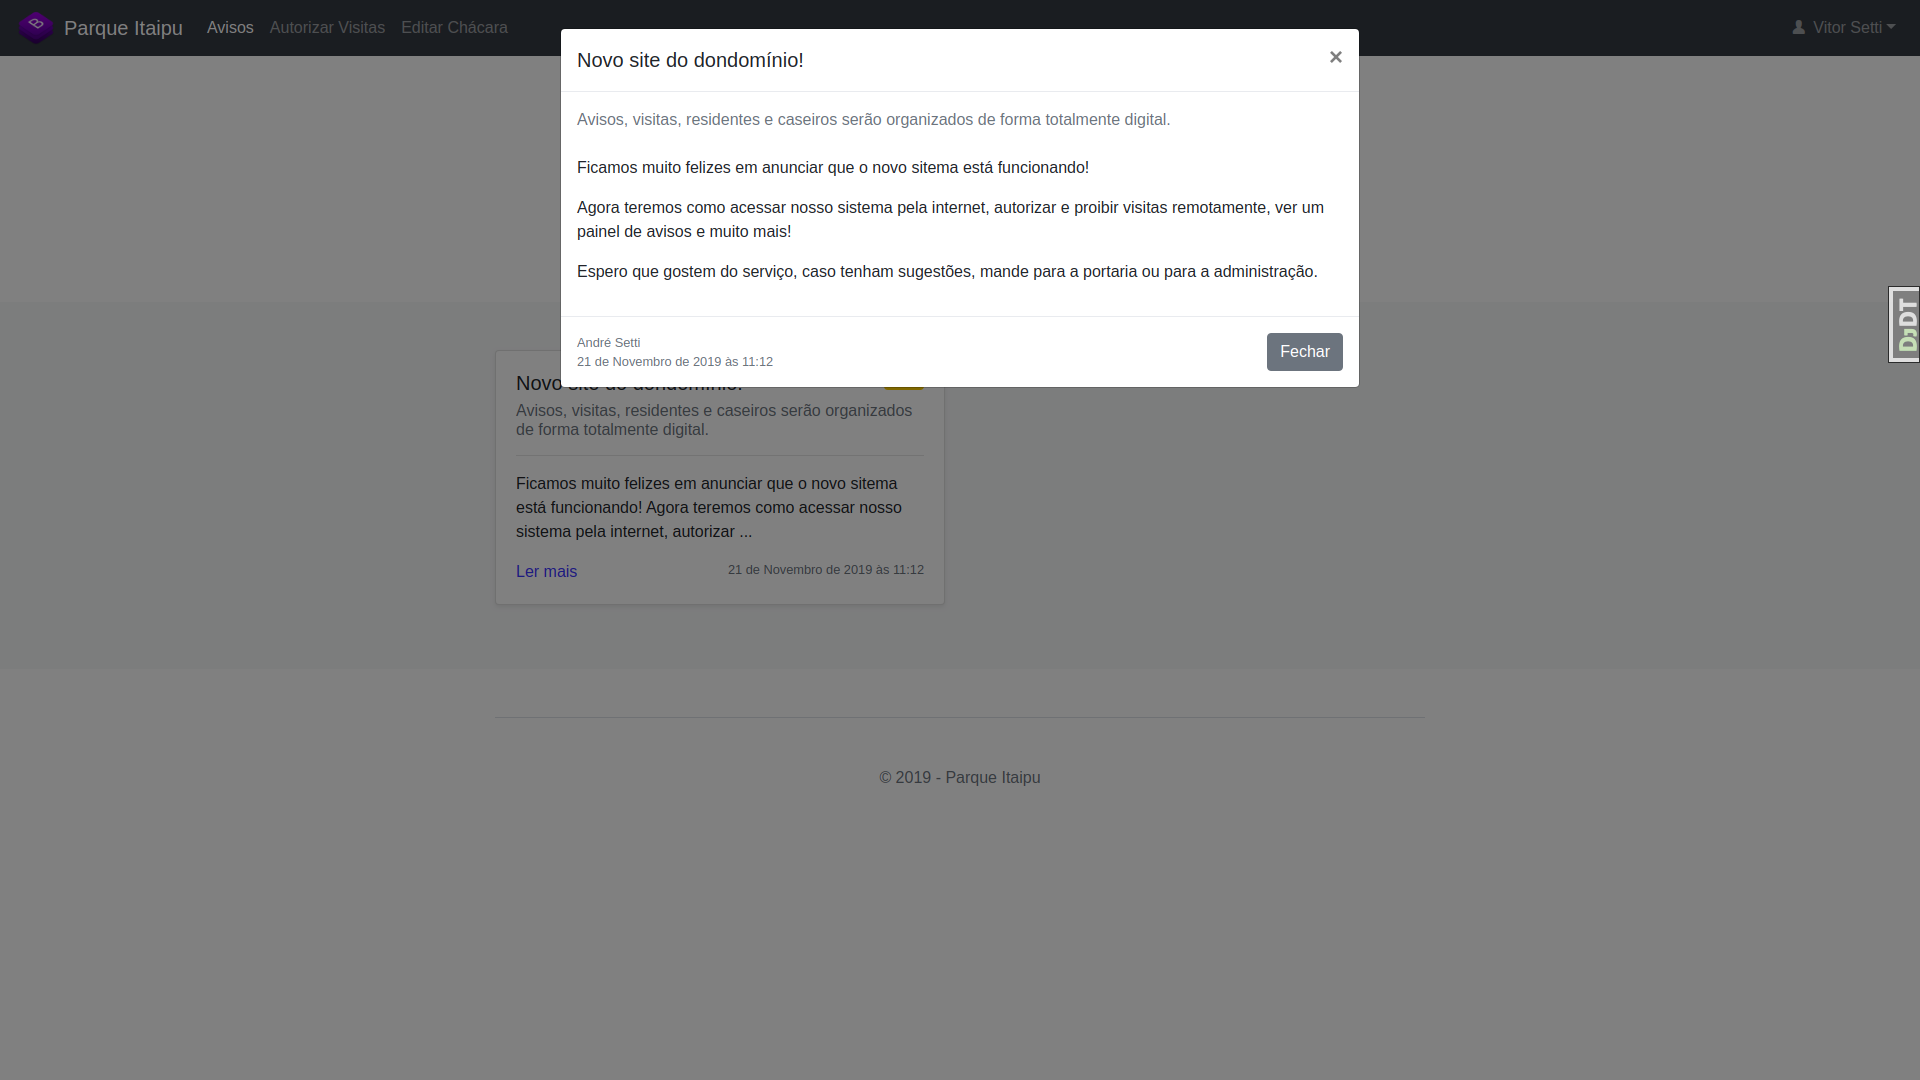 Parque Itaipu Avisos Autorizar Visitas Editar Chácara Vitor Setti
Novo site do dondomínio! ×
Avisos, visitas, residentes e caseiros serão organizados de forma totalmente digital.
Ficamos muito felizes em anunciar que o novo sitema está funcionando!
Agora teremos como acessar nosso sistema pela internet, autorizar e proibir visitas remotamente, ver um
painel de avisos e muito mais!
Espero que gostem do serviço, caso tenham sugestões, mande para a portaria ou para a administração.
André Setti
21 de Novembro de 2019 às 11:12
Fechar
DjDT
Novo site do dondomínio!
Avisos, visitas, residentes e caseiros serão organizados
de forma totalmente digital.
Ficamos muito felizes em anunciar que o novo sitema
está funcionando! Agora teremos como acessar nosso
sistema pela internet, autorizar ...
Ler mais 21 de Novembro de 2019 às 11:12
© 2019 - Parque Itaipu